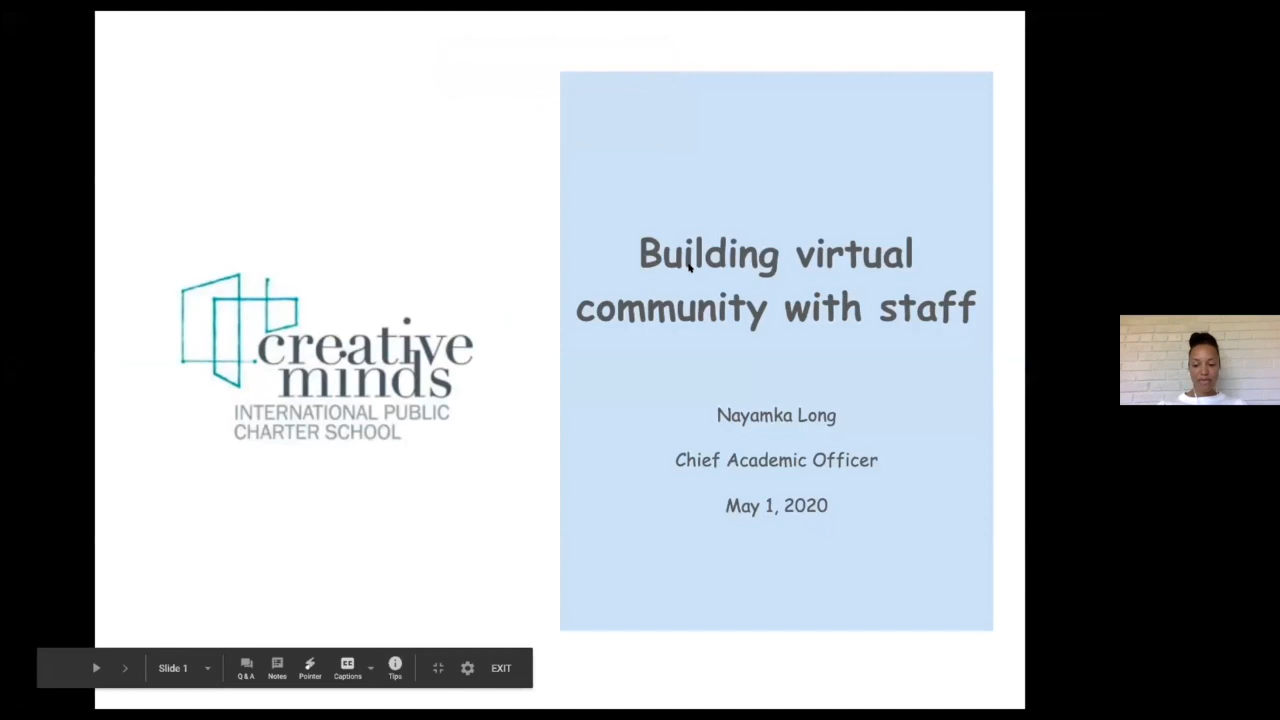 creative
minds
INTERNATIONAL PUBLIC
CHARTER SCHOOL
Building virtual
community with staff
Nayamka Long
Chief Academic Officer
May 1, 2020
Slide 1
Q & A
Notes
Pointer
CC
Captions
Tips
EXIT